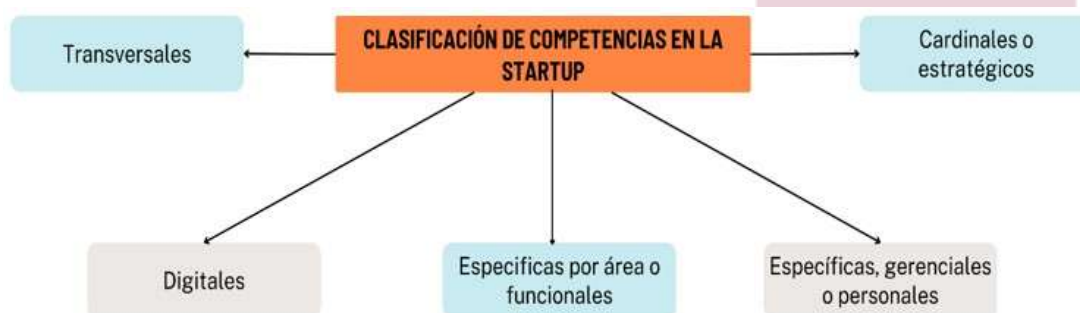 CLASIFICACIÓN DE COMPETENCIAS EN LA
STARTUP
Transversales
Cardinales o
estratégicos
Digitales
Especificas por área o
funcionales
Específicas, gerenciales
o personales